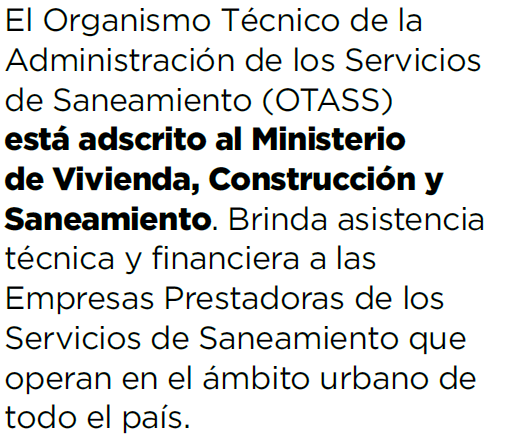 El Organismo Técnico de la
Administración de los Servicios
de Saneamiento (OTASS)
está adscrito al Ministerio
de Vivienda, Construcción y
Saneamiento. Brinda asistencia
técnica y financiera a las
Empresas Prestadoras de los
Servicios de Saneamiento que
operan en el ámbito urbano de
todo el país.